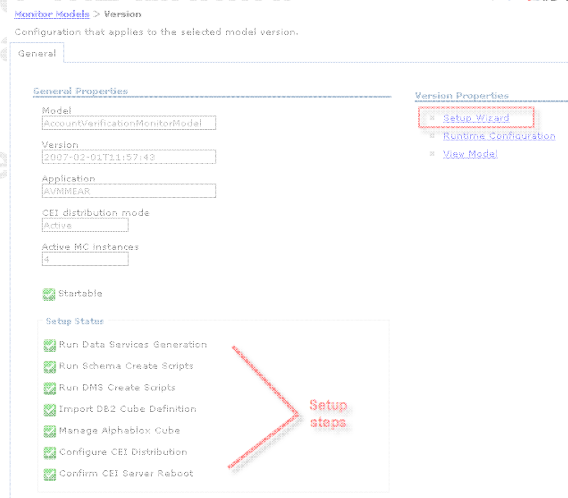 Monitor Models > Version
Configuration that applies to the selected model version.
General
General Properties
Model
AccountVerificationMonitorModel
Version
2007-02-01T11:57:43
Application
AVMMEAR
CEI distribution mode
Active
Active MC Instances
4
Startable
Setup Status
Run Data Services Generation
Run Schema Create Scripts
Run DMS Create Scripts
Import DB2 Cube Definition
Manage Alphablox Cube
Configure CEI Distribution
Confirm CEI Server Reboot
Setup
steps
Version Properties
Setup Wizard
Runtime Configuration
View Model